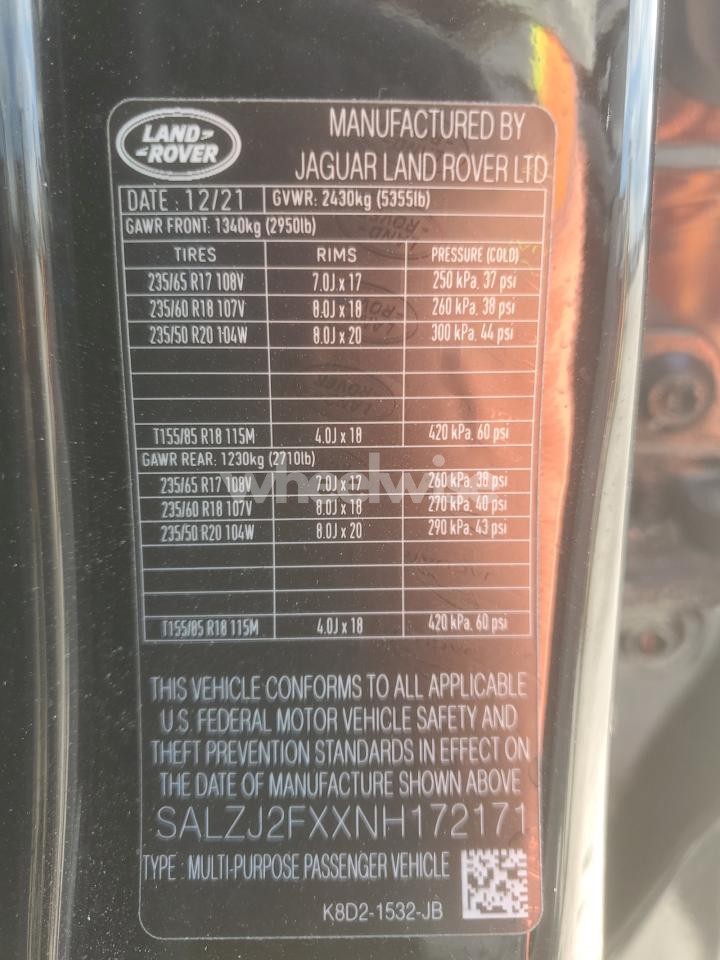 LAND-
-ROVER
MANUFACTURED BY
JAGUAR LAND ROVER LTD
DATE : 12/21 GVWR: 2430kg (5355lb)
GAWR FRONT: 1340kg (2950lb)
TIRES RIMS PRESSURE (COLD)
235/65 R17 108V 7.0J x 17 250 kPa, 37 psi
235/60 R18 107V 8.0J x 18 260 kPa, 38 psi
235/50 R20 104W 8.0J x 20 300 kPa, 44 psi
T155/85 R18 115M 4.0J x 18 420 kPa, 60 psi
GAWR REAR: 1230kg (2710lb)
235/65 R17 108V 7.0J x 17 260 kPa, 38 psi
235/60 R18 107V 8.0J x 18 270 kPa, 40 psi
235/50 R20 104W 8.0J x 20 290 kPa, 43 psi
T155/85 R18 115M 4.0J x 18 420 kPa, 60 psi
THIS VEHICLE CONFORMS TO ALL APPLICABLE
U.S. FEDERAL MOTOR VEHICLE SAFETY AND
THEFT PREVENTION STANDARDS IN EFFECT ON
THE DATE OF MANUFACTURE SHOWN ABOVE
SALZJ2FXXNH172171
TYPE : MULTI-PURPOSE PASSENGER VEHICLE
K8D2-1532-JB